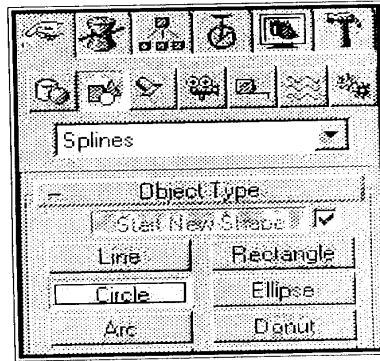 Splines
Object Type
Start New Shape
Line Rectangle
Circle Ellipse
Arc Donut